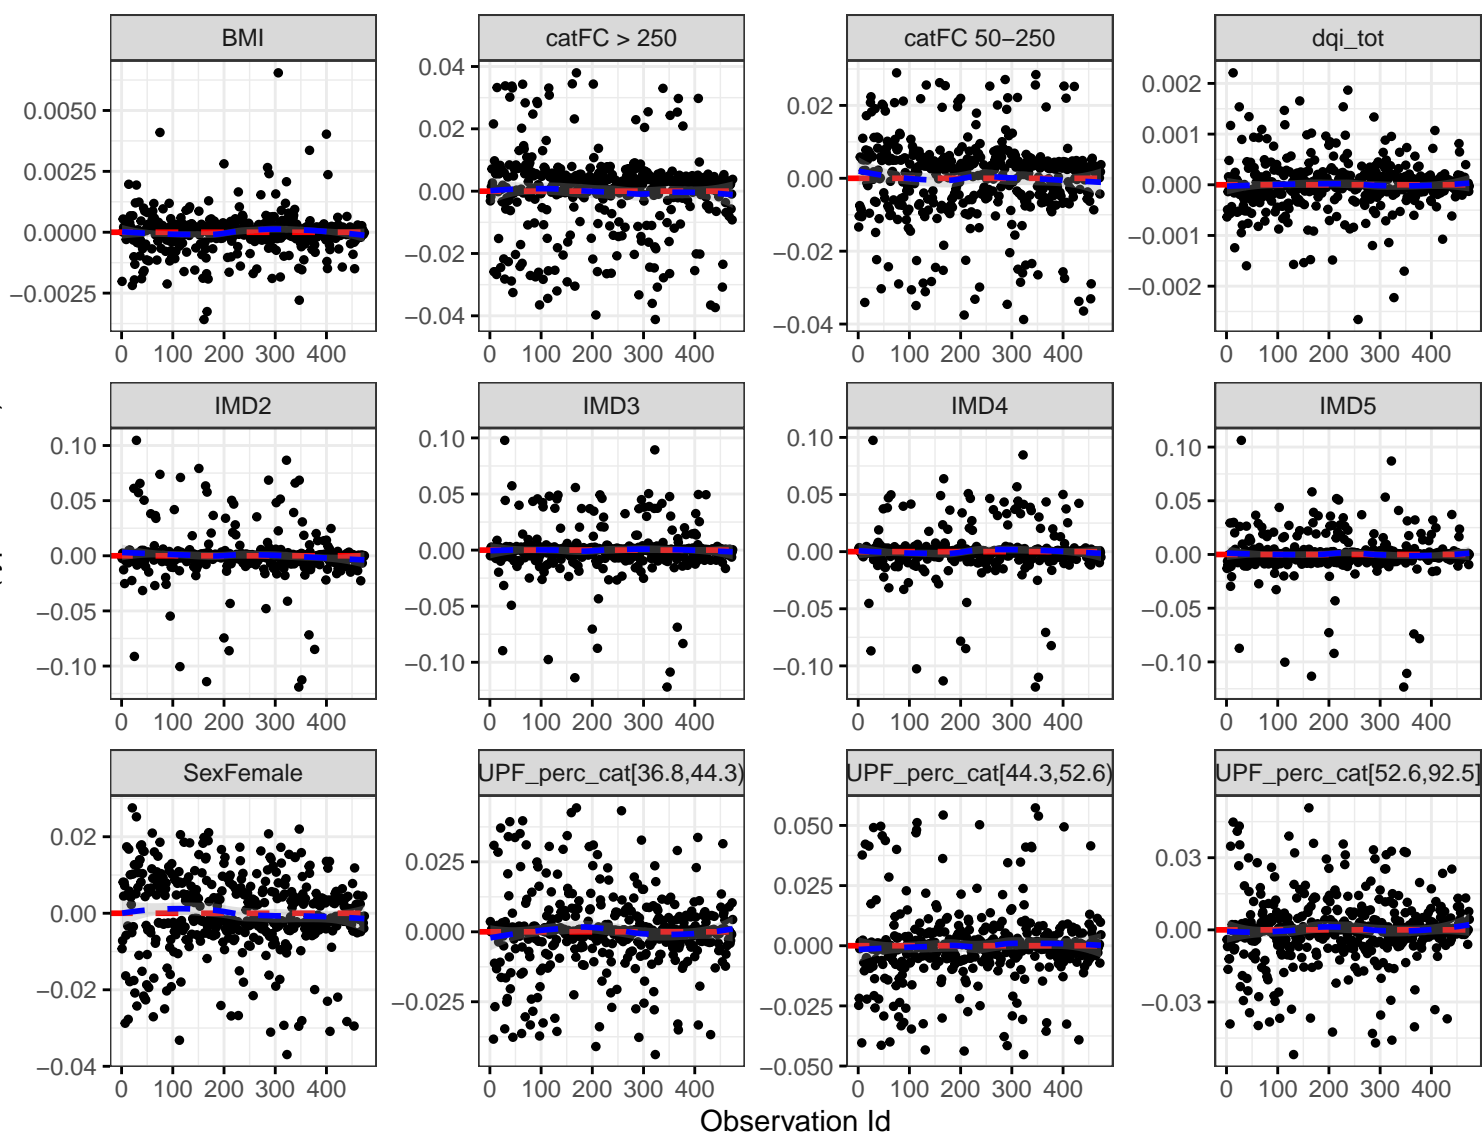 BMI catFC > 250 catFC 50−250 dqi_tot
0.0050 0.04 0.02 0.002
0.0025 0.02 0.00 0.001
0.0000 0.00 −0.02 0.000
−0.0025 −0.02 −0.04 −0.001
−0.04 −0.002
0 100 200 300 400 0 100 200 300 400 0 100 200 300 400 0 100 200 300 400
IMD2 IMD3 IMD4 IMD5
0.10 0.10 0.10 0.10
0.05 0.05 0.05 0.05
0.00 0.00 0.00 0.00
−0.05 −0.05 −0.05 −0.05
−0.10 −0.10 −0.10 −0.10
0 100 200 300 400 0 100 200 300 400 0 100 200 300 400 0 100 200 300 400
SexFemale UPF_perc_cat[36.8,44.3) UPF_perc_cat[44.3,52.6) UPF_perc_cat[52.6,92.5]
0.02 0.025 0.050 0.03
0.00 0.000 0.025 0.00
−0.02 −0.025 0.000 −0.03
−0.04 −0.025
−0.050
0 100 200 300 400 0 100 200 300 400 0 100 200 300 400 0 100 200 300 400
Observation Id